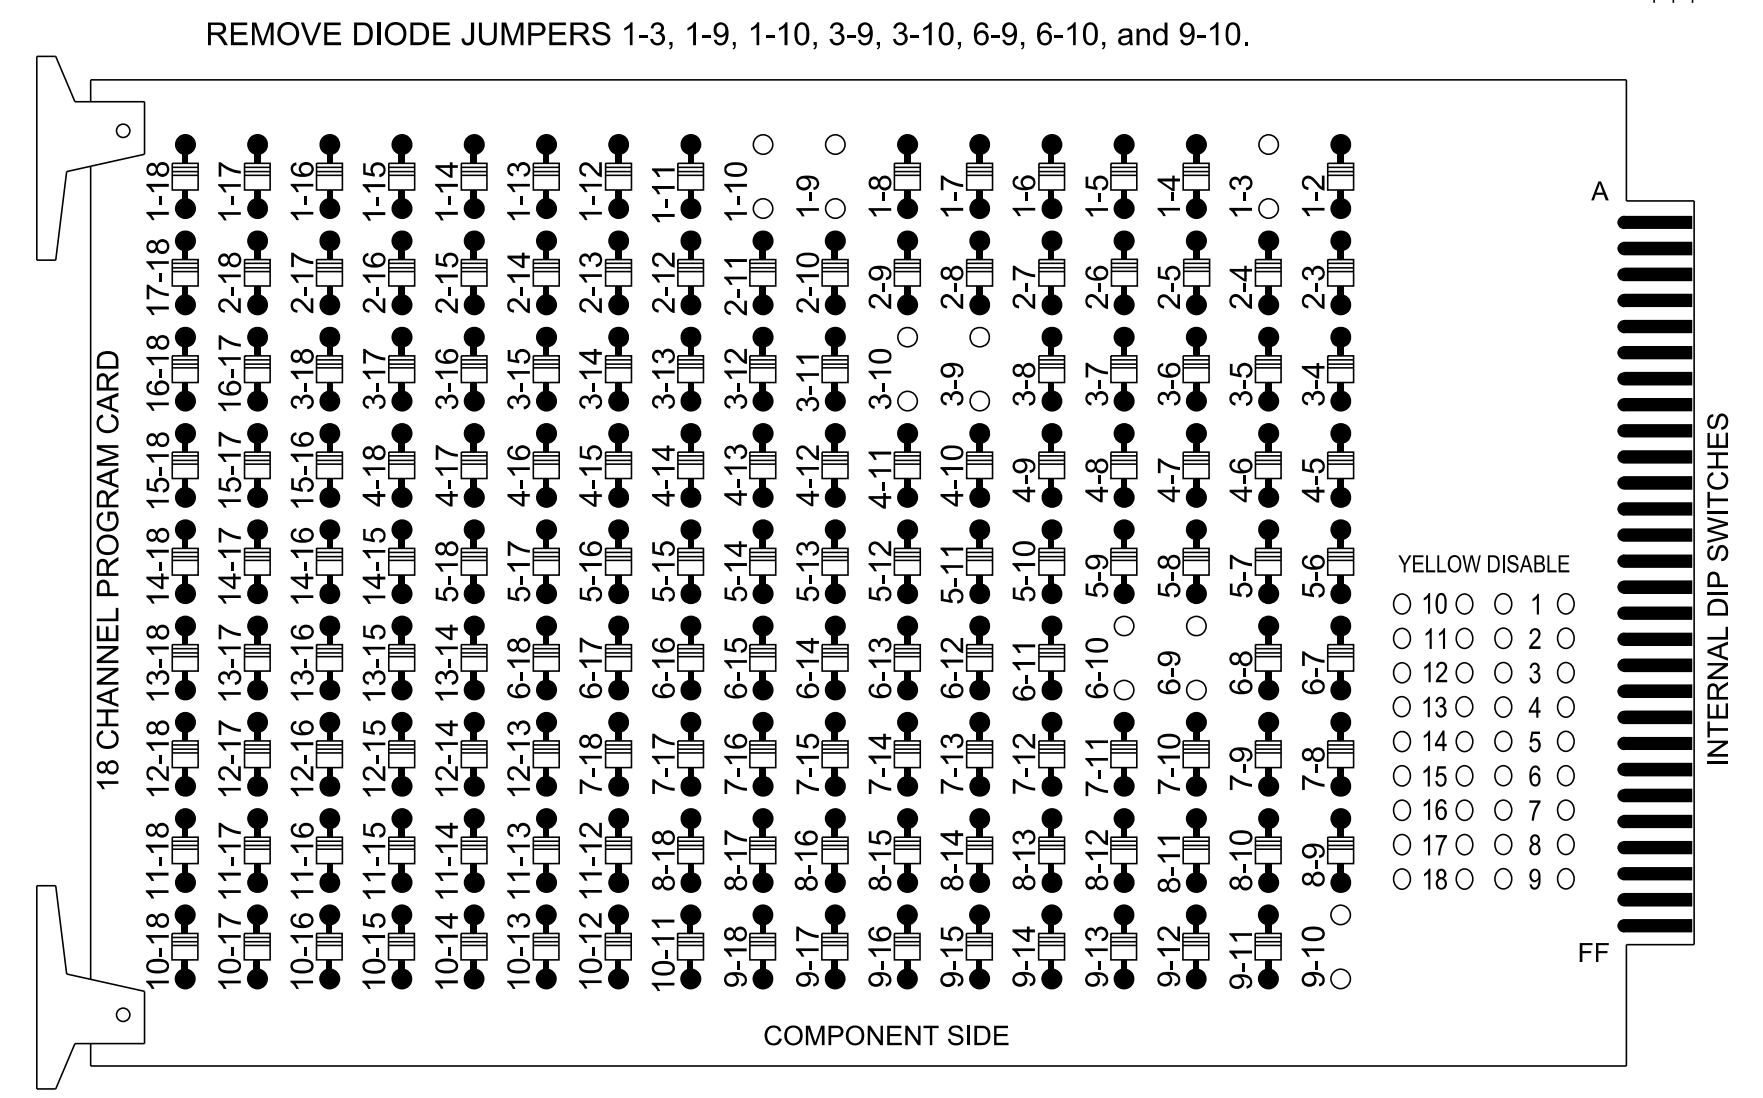 REMOVE DIODE JUMPERS 1-3, 1-9, 1-10, 3-9, 3-10, 6-9, 6-10, and 9-10.
1-18 1-17 1-16 1-15 1-14 1-13 1-12 1-11 1-10 1-9 1-8 1-7 1-6 1-5 1-4 1-3 1-2
A
17-18 2-18 2-17 2-16 2-15 2-14 2-13 2-12 2-11 2-10 2-9 2-8 2-7 2-6 2-5 2-4 2-3
16-18 16-17 3-18 3-17 3-16 3-15 3-14 3-13 3-12 3-11 3-10 3-9 3-8 3-7 3-6 3-5 3-4
15-18 15-17 15-16 4-18 4-17 4-16 4-15 4-14 4-13 4-12 4-11 4-10 4-9 4-8 4-7 4-6 4-5
14-18 14-17 14-16 14-15 5-18 5-17 5-16 5-15 5-14 5-13 5-12 5-11 5-10 5-9 5-8 5-7 5-6
13-18 13-17 13-16 13-15 13-14 6-18 6-17 6-16 6-15 6-14 6-13 6-12 6-11 6-10 6-9 6-8 6-7
12-18 12-17 12-16 12-15 12-14 12-13 7-18 7-17 7-16 7-15 7-14 7-13 7-12 7-11 7-10 7-9 7-8
11-18 11-17 11-16 11-15 11-14 11-13 11-12 8-18 8-17 8-16 8-15 8-14 8-13 8-12 8-11 8-10 8-9
10-18 10-17 10-16 10-15 10-14 10-13 10-12 10-11 9-18 9-17 9-16 9-15 9-14 9-13 9-12 9-11 9-10
18 CHANNEL PROGRAM CARD
YELLOW DISABLE
10 1
11 2
12 3
13 4
14 5
15 6
16 7
17 8
18 9
FF
INTERNAL DIP SWITCHES
COMPONENT SIDE